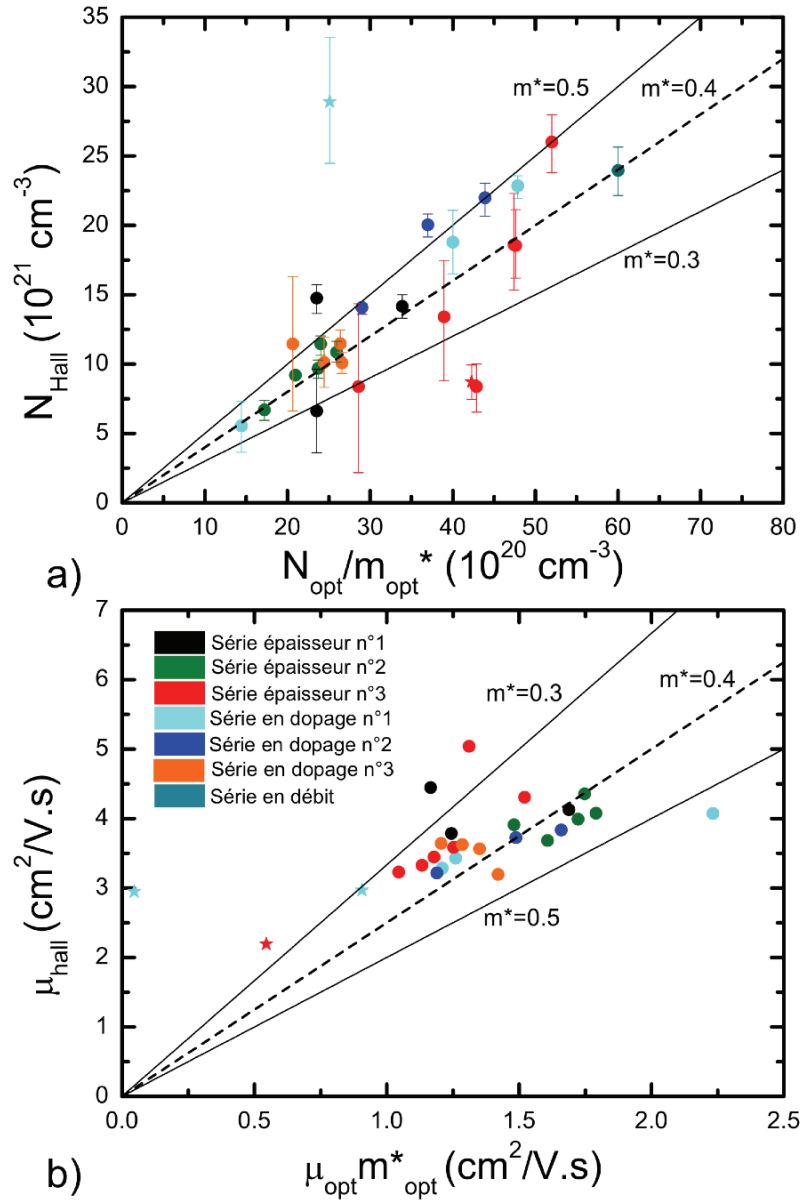 35
30
25
20
15
10
5
0
N_Hall (10^21 cm^-3)
m*=0.5
m*=0.4
m*=0.3
0 10 20 30 40 50 60 70 80
a)
N_opt/m_opt* (10^20 cm^-3)
7
6
5
4
3
2
1
0
μ_hall (cm^2/V.s)
Série épaisseur n°1
Série épaisseur n°2
Série épaisseur n°3
Série en dopage n°1
Série en dopage n°2
Série en dopage n°3
Série en débit
m*=0.3
m*=0.4
m*=0.5
0.0 0.5 1.0 1.5 2.0 2.5
b)
μ_opt m*_opt (cm^2/V.s)